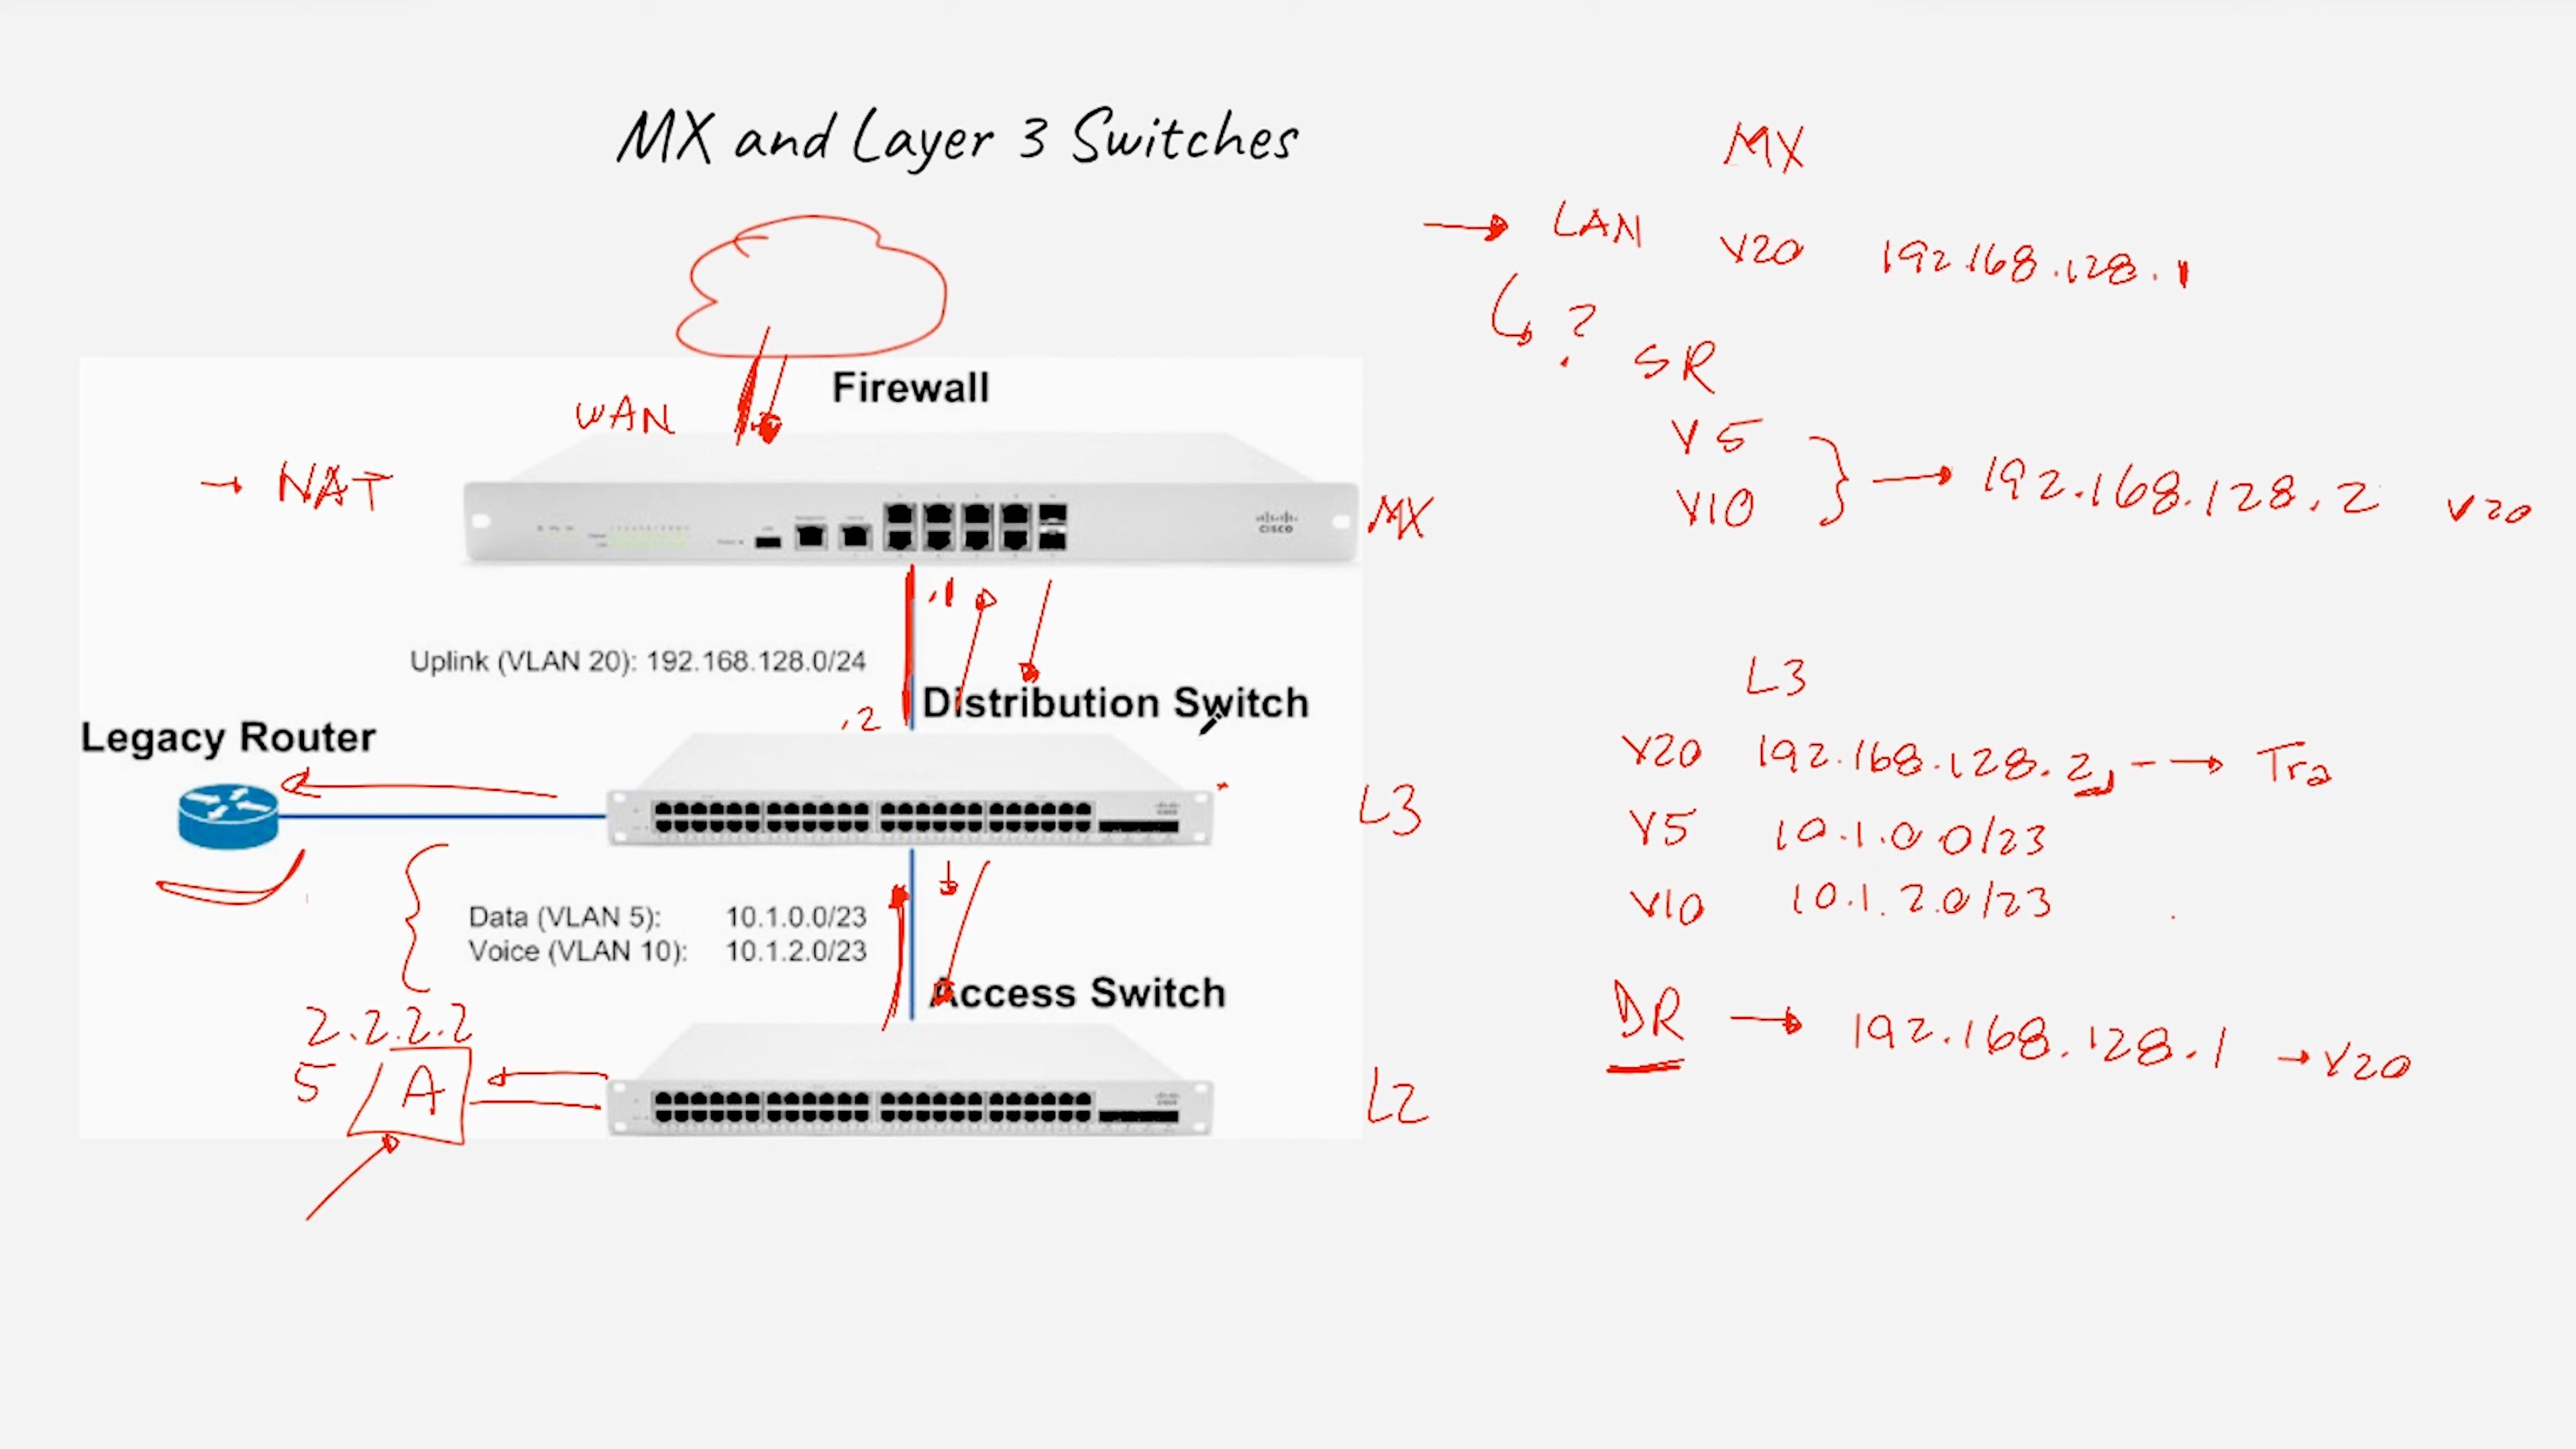 MX and Layer 3 Switches
MX
LAN V20 192.168.128.1
?
SR
V5
V10
192.168.128.2 V20
WAN
Firewall
NAT
CISCO
MX
.1
Uplink (VLAN 20): 192.168.128.0/24
.2
Distribution Switch
Legacy Router
L3
Data (VLAN 5): 10.1.0.0/23
Voice (VLAN 10): 10.1.2.0/23
Access Switch
2.2.2.2
5
A
L2
L3
V20 192.168.128.2 Tra
V5 10.1.0.0/23
V10 10.1.2.0/23
DR 192.168.128.1 V20